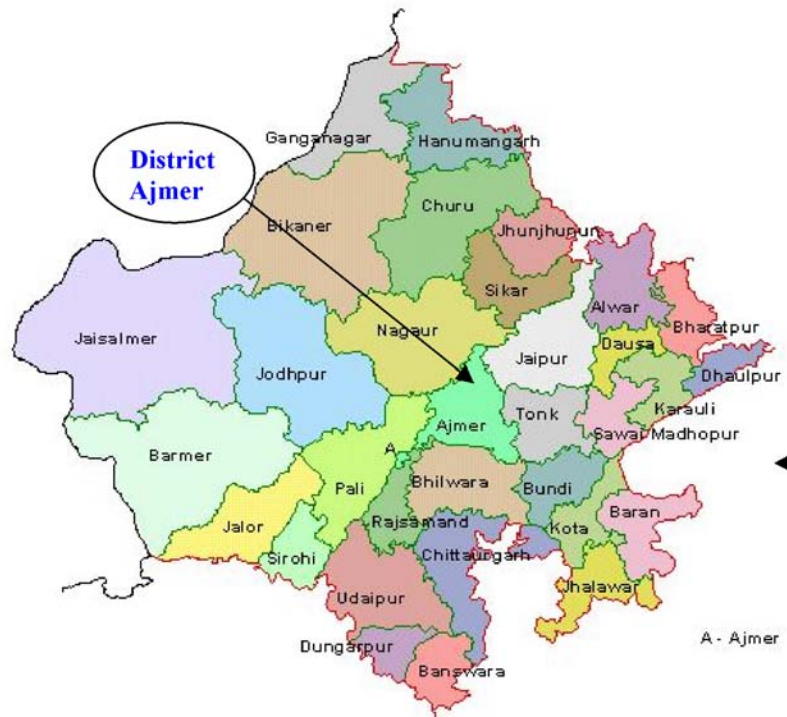 Ganganagar
Hanumangarh
District
Ajmer
Churu
Bikaner
Jhunjhunun
Sikar
Alwar
Nagaur
Bharatpur
Jaisalmer
Jaipur
Dausa
Jodhpur
Dhaulpur
Karauli
Tonk
Ajmer
Sawai Madhopur
A
Barmer
Pali
Bhilwara
Bundi
Baran
Jalor
Rajsamand
Kota
Sirohi
Chittaurgarh
Jhalawar
Udaipur
A - Ajmer
Dungarpur
Banswara